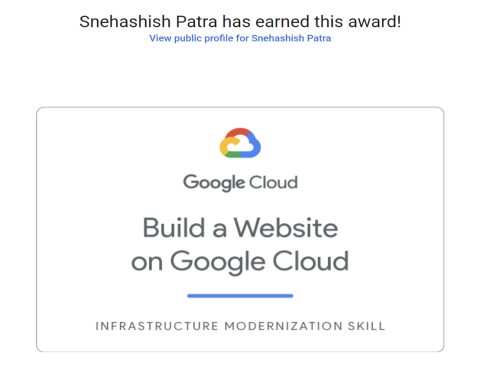 Snehashish Patra has earned this award!
View public profile for Snehashish Patra
Google Cloud
Build a Website
on Google Cloud
INFRASTRUCTURE MODERNIZATION SKILL